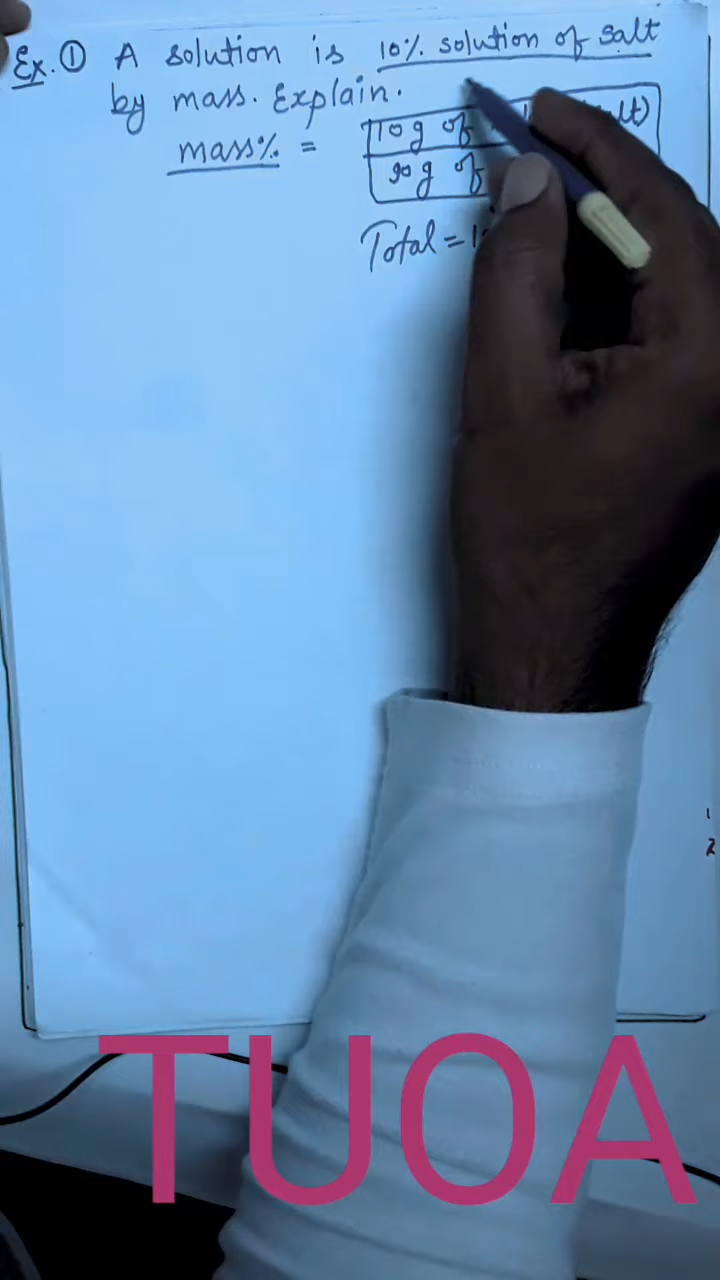 Ex. ① A solution is 10% solution of salt
by mass. Explain.
mass% = 10 g of
90 g of
Total =
TUOA